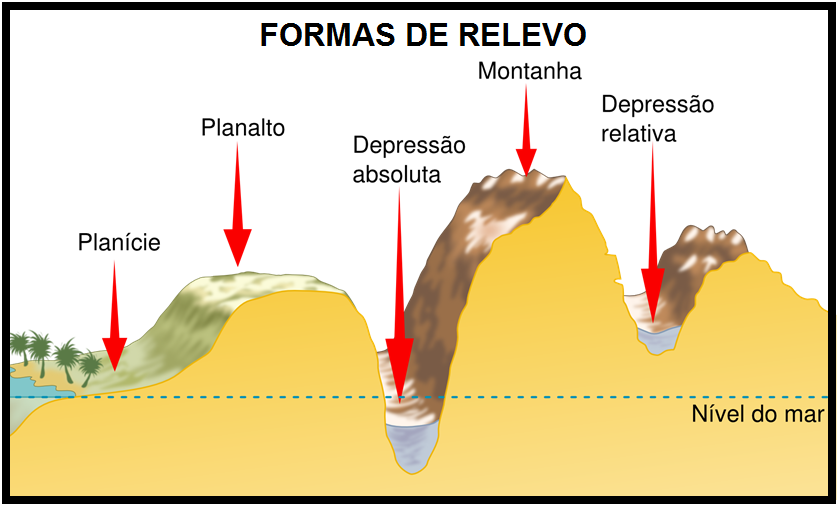 FORMAS DE RELEVO
Montanha
Depressão
relativa
Planalto
Depressão
absoluta
Planície
Nível do mar